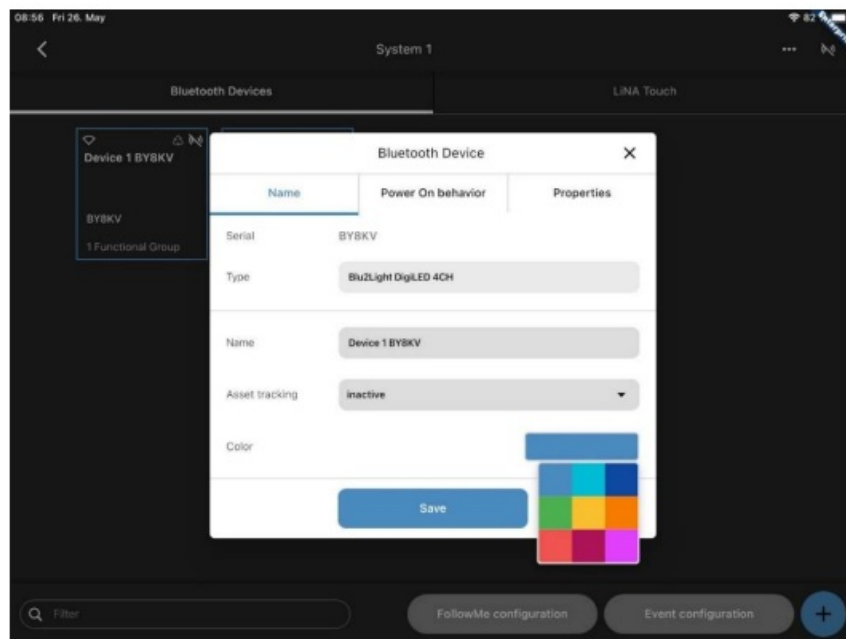 08:56 Fri 26. May
82
System 1
Bluetooth Devices
LiNA Touch
Device 1 BY8KV
BY8KV
1 Functional Group
Bluetooth Device
Name
Power On behavior
Properties
Serial
BY8KV
Type
Blu2Light DigiLED 4CH
Name
Device 1 BY8KV
Asset tracking
inactive
Color
Save
Filter
FollowMe configuration
Event configuration